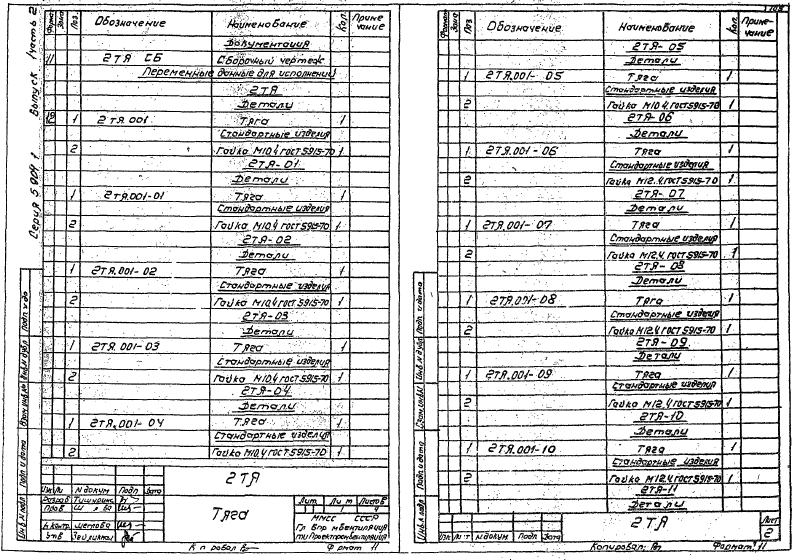 Серия 5.904-1 Выпуск 1 часть 2
Формат Зона Поз. Обозначение Наименование Кол. Примечание
Документация
11 2ТЯ СБ Сборочный чертеж
Переменные данные для исполнений
2ТЯ
Детали
12 1 2ТЯ.001 Тяга 1
Стандартные изделия
2 Гайка М10.4 ГОСТ 5915-70 1
2ТЯ-01
Детали
1 2ТЯ.001-01 Тяга 1
Стандартные изделия
2 Гайка М10.4 ГОСТ 5915-70 1
2ТЯ-02
Детали
1 2ТЯ.001-02 Тяга 1
Стандартные изделия
2 Гайка М10.4 ГОСТ 5915-70 1
2ТЯ-03
Детали
1 2ТЯ.001-03 Тяга 1
Стандартные изделия
2 Гайка М10.4 ГОСТ 5915-70 1
2ТЯ-04
Детали
1 2ТЯ.001-04 Тяга 1
Стандартные изделия
2 Гайка М10.4 ГОСТ 5915-70 1
Инв.№ подл. Подп. и дата Взам.инв.№ Инв.№ дубл. Подп. и да
2ТЯ
Изм Ли № докум Подп. Дата
Разраб Тишурин
Пров
Н.контр.
Утв
Тяга
Лит. Лист Листов
1 4
ММСС СССР
Копировал
Формат 11
Формат Зона Поз Обозначение Наименование Кол. Примечание
2ТЯ-05
Детали
1 2ТЯ.001-05 Тяга 1
Стандартные изделия
2 Гайка М10.4 ГОСТ 5915-70 1
2ТЯ-06
Детали
1 2ТЯ.001-06 Тяга 1
Стандартные изделия
2 Гайка М12.4 ГОСТ 5915-70 1
2ТЯ-07
Детали
1 2ТЯ.001-07 Тяга 1
Стандартные изделия
2 Гайка М12.4 ГОСТ 5915-70 1
2ТЯ-08
Детали
1 2ТЯ.001-08 Тяга 1
Стандартные изделия
2 Гайка М12.4 ГОСТ 5915-70 1
2ТЯ-09
Детали
1 2ТЯ.001-09 Тяга 1
Стандартные изделия
2 Гайка М12.4 ГОСТ 5915-70 1
2ТЯ-10
Детали
1 2ТЯ.001-10 Тяга 1
Стандартные изделия
2 Гайка М12.4 ГОСТ 5915-70 1
2ТЯ-11
Детали
Инв.№ подл Подп и дата Инв.№ дубл Подп. и дата
Изм Лист № докум Подп. Дата
2ТЯ
Лист
2
Копировал:
Формат 11